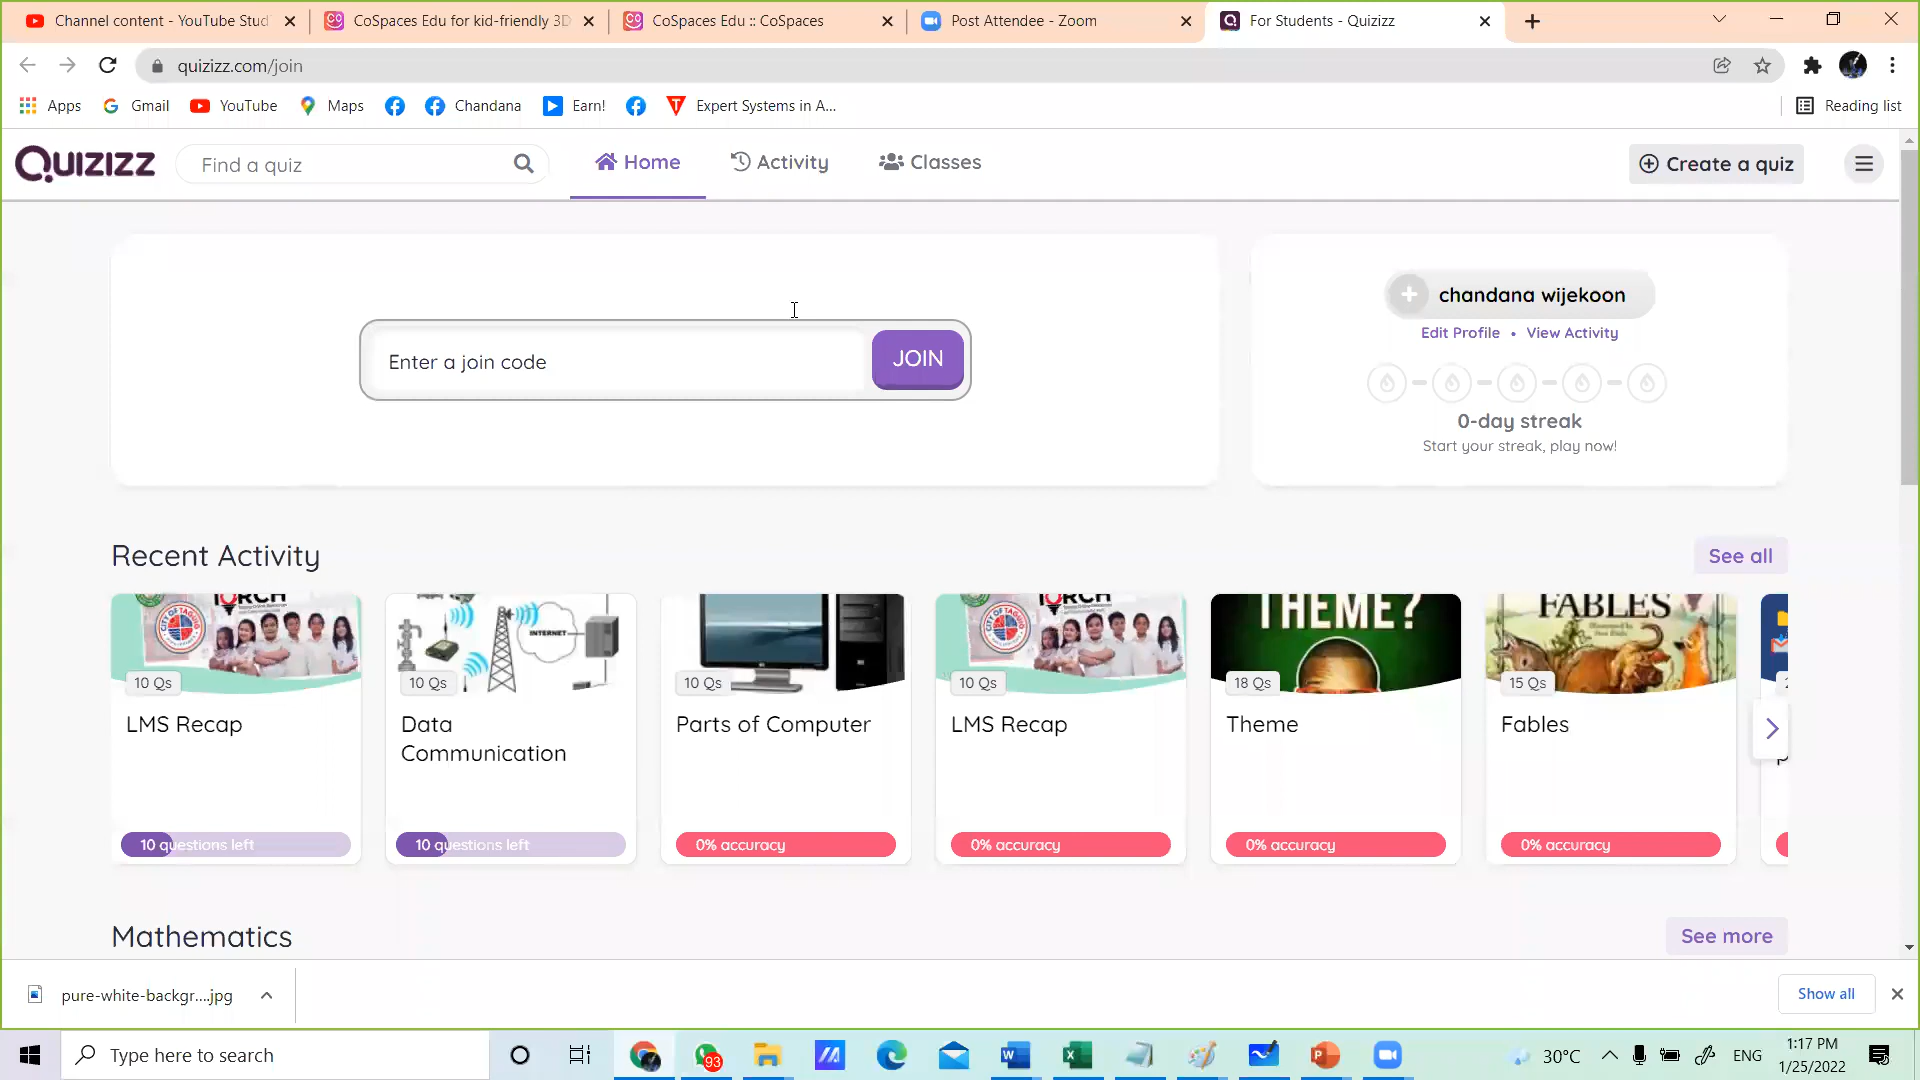 Channel content - YouTube Stud
CoSpaces Edu for kid-friendly 3D
CoSpaces Edu :: CoSpaces
Post Attendee - Zoom
For Students - Quizizz
quizizz.com/join
Apps
Gmail
YouTube
Maps
Chandana
Earn!
Expert Systems in A...
Reading list
QUIZIZZ
Find a quiz
Home
Activity
Classes
Create a quiz
Enter a join code
JOIN
chandana wijekoon
Edit Profile • View Activity
0-day streak
Start your streak, play now!
Recent Activity
See all
CITY OF TAGUIG
10 Qs
LMS Recap
10 questions left
INTERNET
10 Qs
Data
Communication
10 questions left
10 Qs
Parts of Computer
0% accuracy
10 Qs
LMS Recap
0% accuracy
THEME?
18 Qs
Theme
0% accuracy
FABLES
15 Qs
Fables
0% accuracy
Mathematics
See more
pure-white-backgr....jpg
Show all
Type here to search
93
30°C
ENG
1:17 PM
1/25/2022